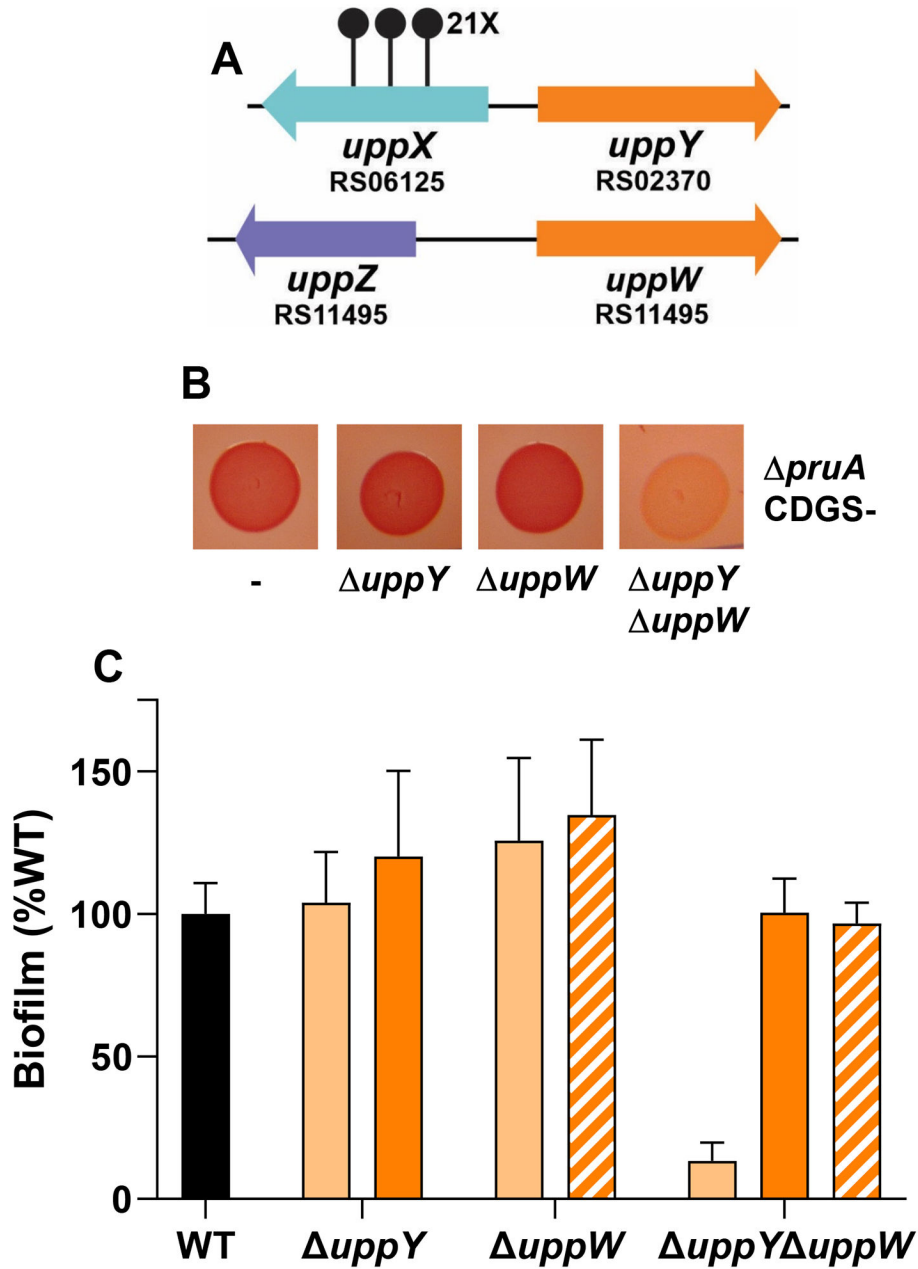 A
21X
uppX
RS06125
uppY
RS02370
uppZ
RS11495
uppW
RS11495
B
ΔpruA
CDGS-
-
ΔuppY
ΔuppW
ΔuppY
ΔuppW
C
Biofilm (%WT)
150
100
50
0
WT
ΔuppY
ΔuppW
ΔuppYΔuppW